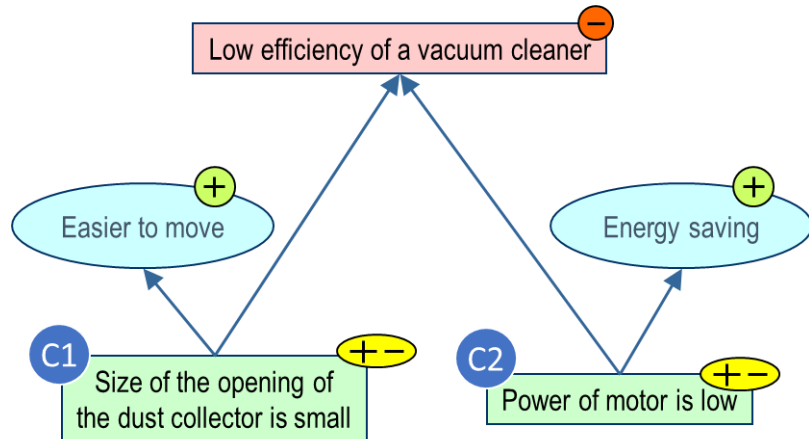 −
Low efficiency of a vacuum cleaner
+
Easier to move
+
Energy saving
C1
+ −
Size of the opening of
the dust collector is small
C2
+ −
Power of motor is low